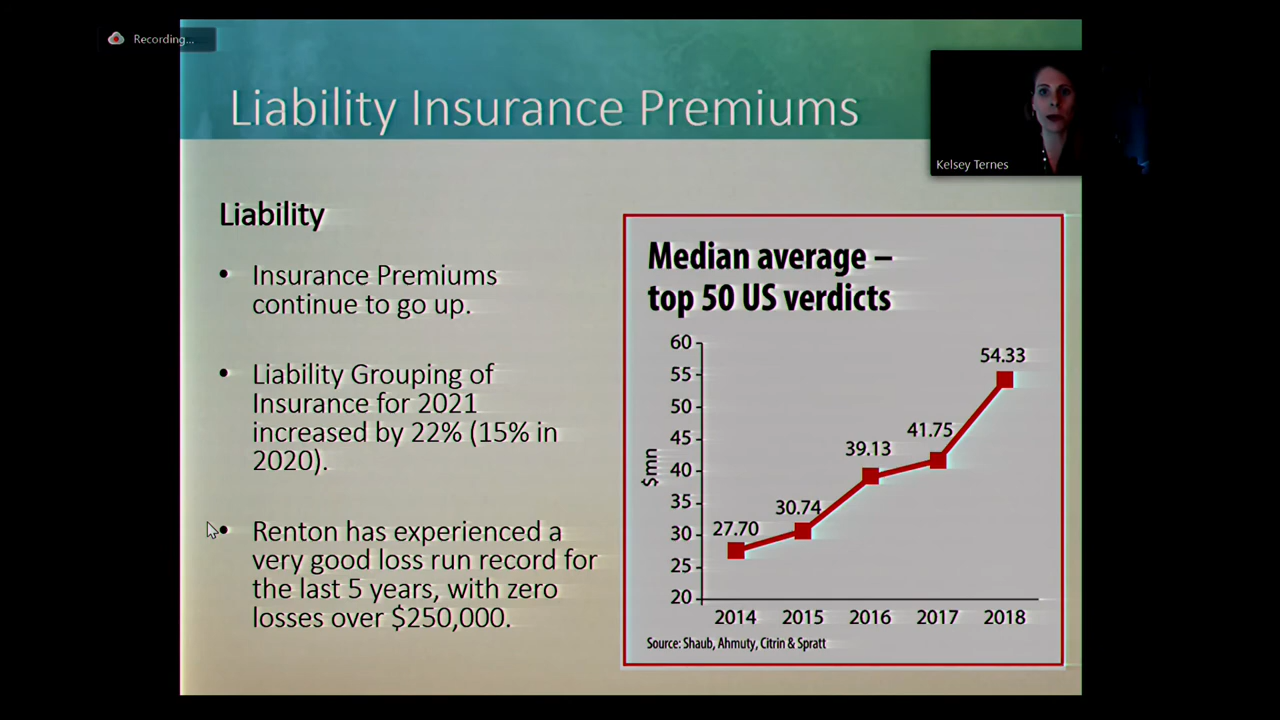 Recording...
Liability Insurance Premiums
Kelsey Ternes
Liability
• Insurance Premiums
continue to go up.
• Liability Grouping of
Insurance for 2021
increased by 22% (15% in
2020).
• Renton has experienced a
very good loss run record for
the last 5 years, with zero
losses over $250,000.
Median average –
top 50 US verdicts
$mn
60
55
50
45
40
35
30
25
20
27.70
30.74
39.13
41.75
54.33
2014 2015 2016 2017 2018
Source: Shaub, Ahmuty, Citrin & Spratt